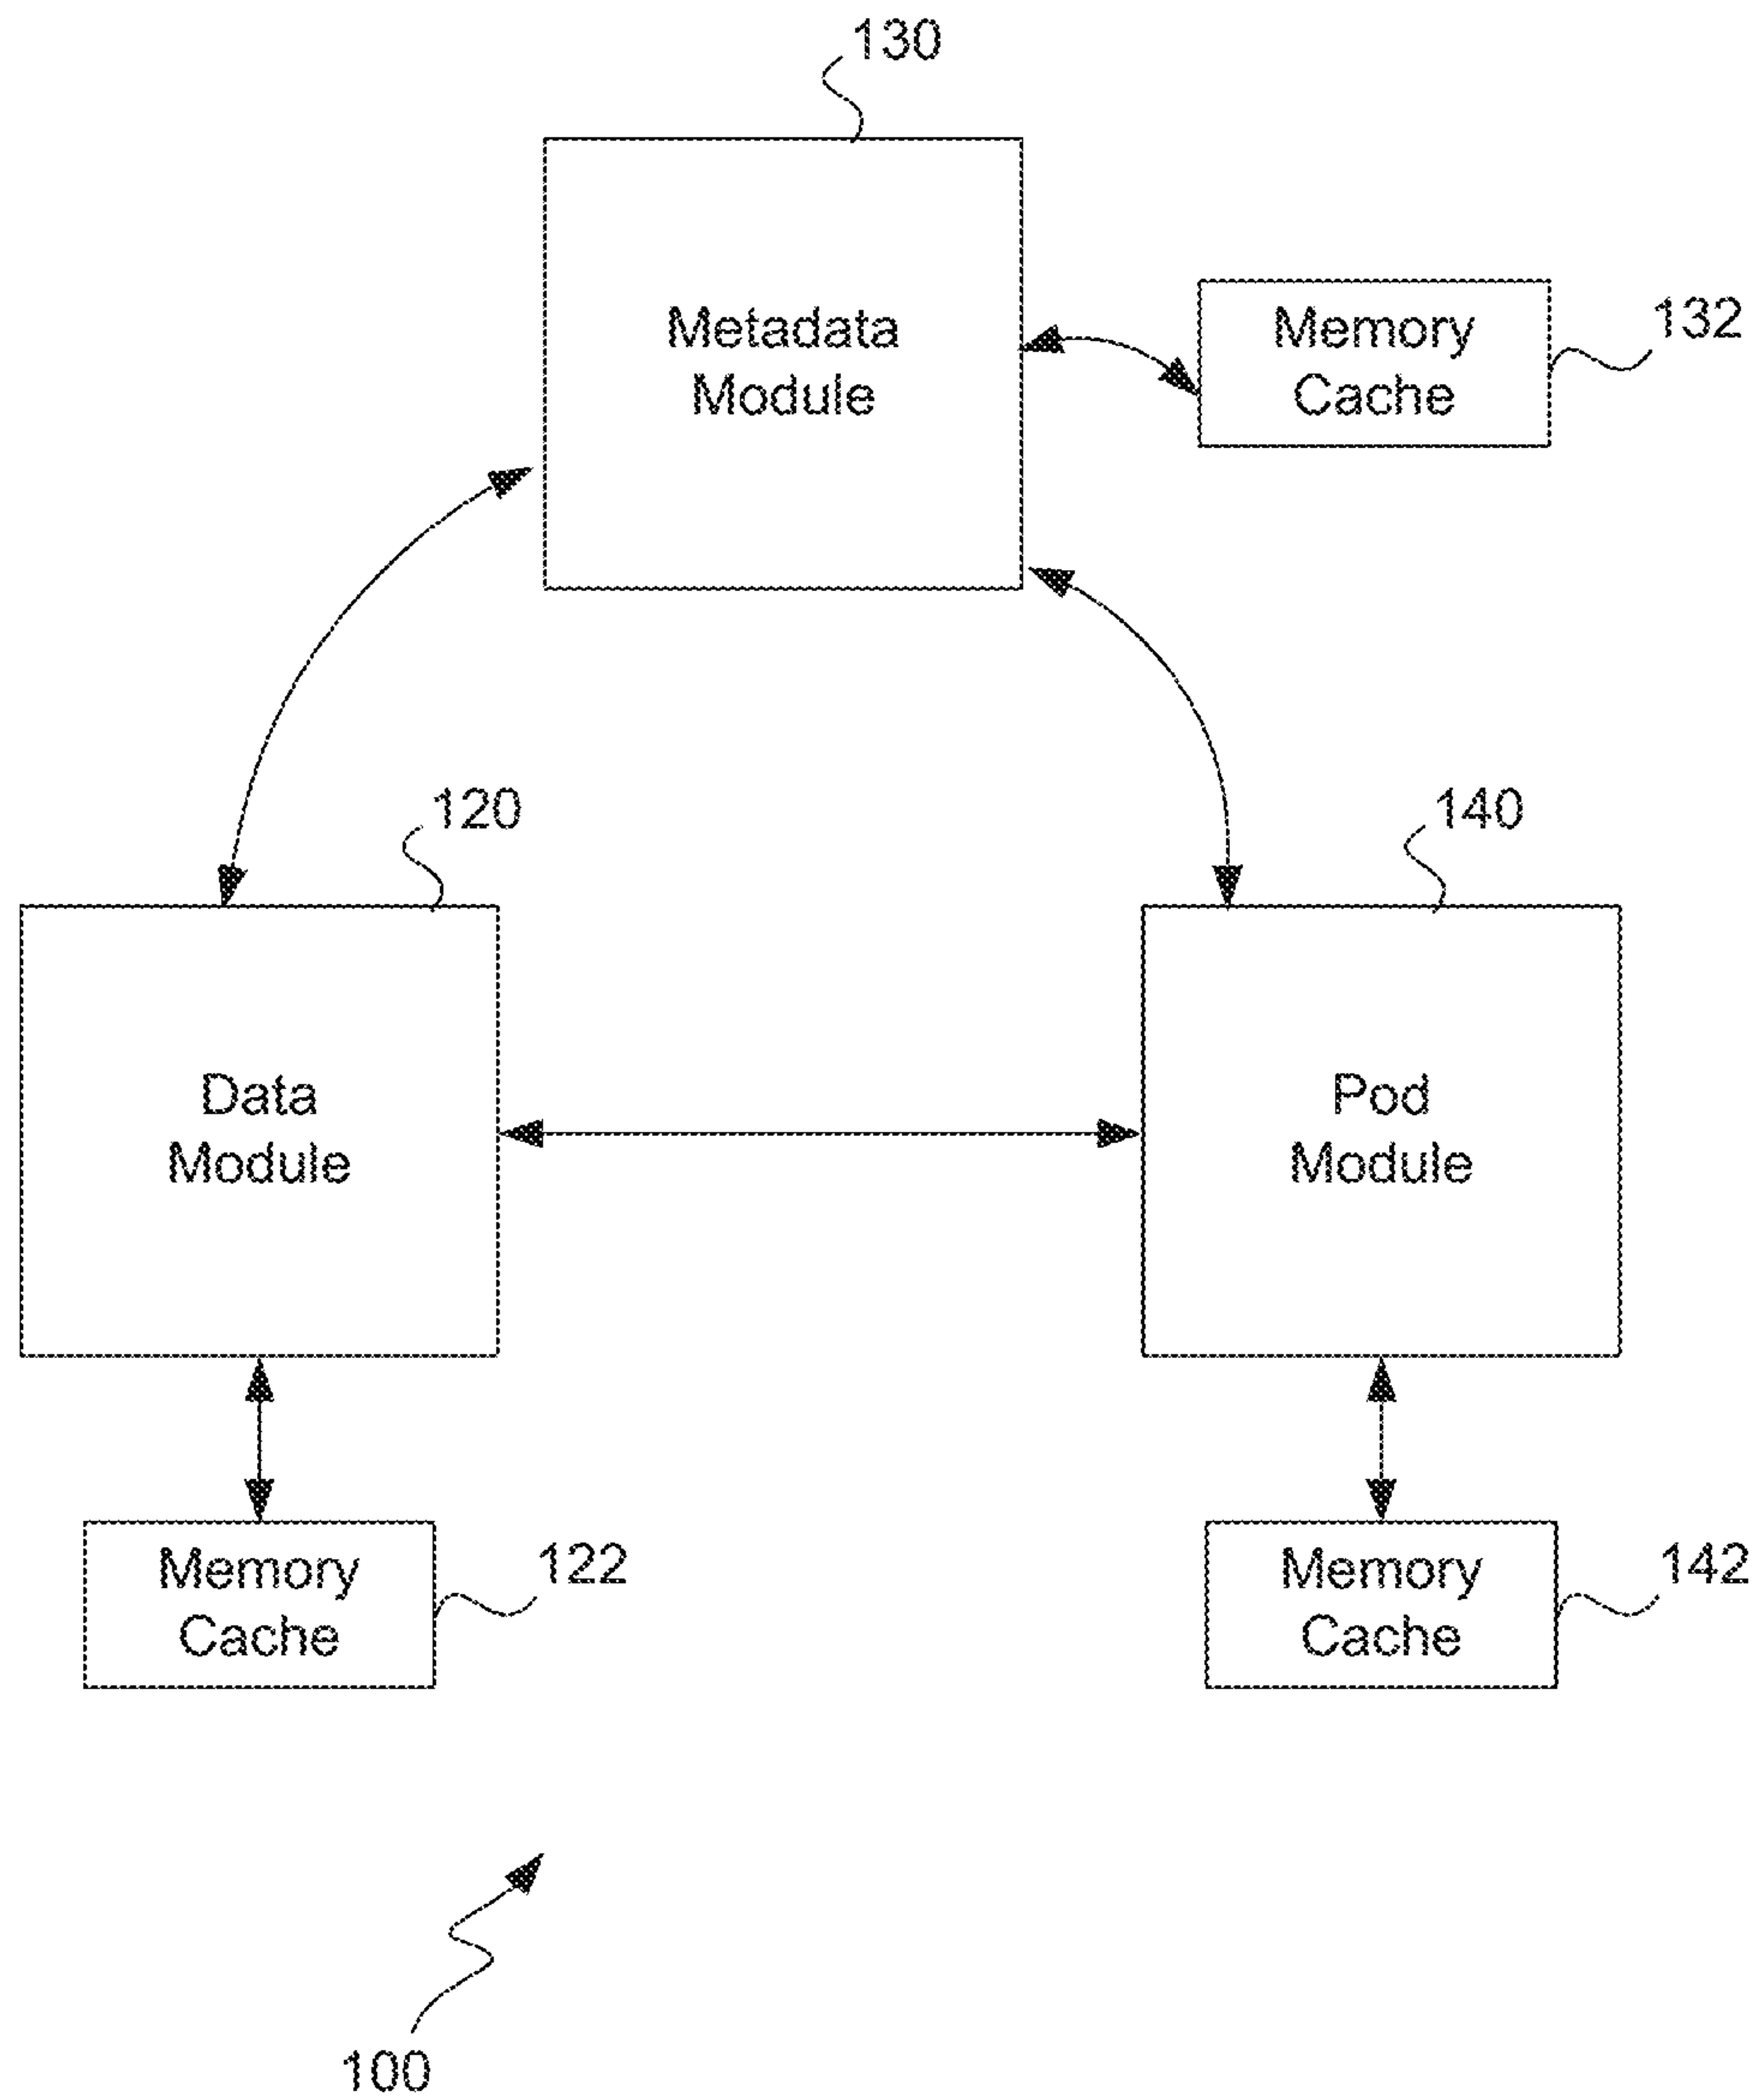 130
Metadata
Module
Memory
Cache
132
120
140
Data
Module
Pod
Module
Memory
Cache
122
Memory
Cache
142
100